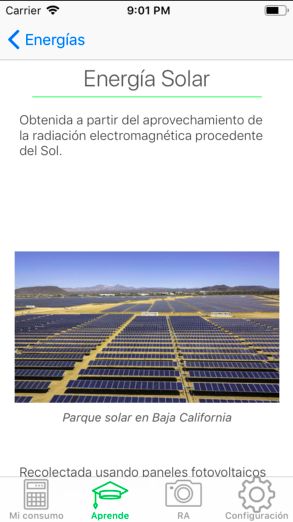 Carrier 9:01 PM
Energías
Energía Solar
Obtenida a partir del aprovechamiento de
la radiación electromagnética procedente
del Sol.
Parque solar en Baja California
Recolectada usando paneles fotovoltaicos
Mi consumo Aprende RA Configuración